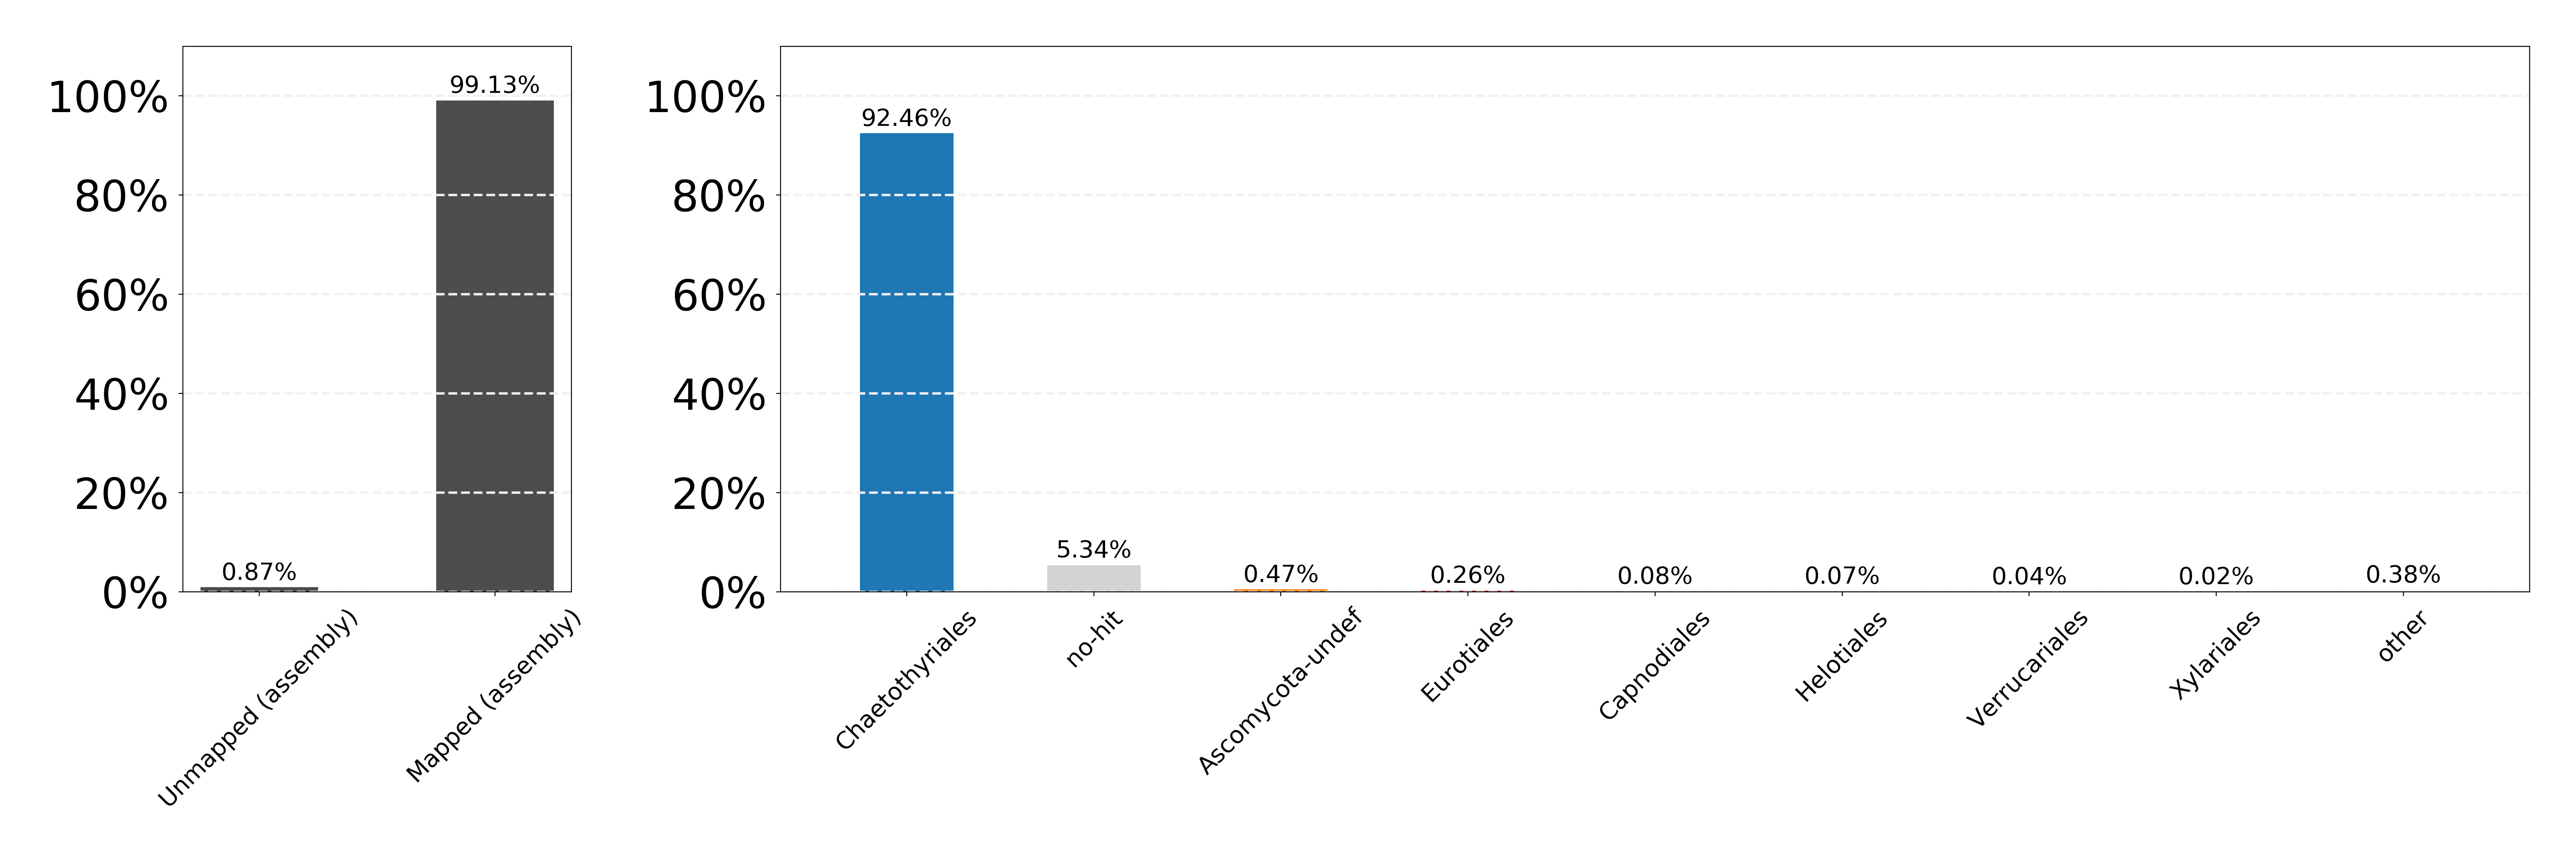 100%
80%
60%
40%
20%
0%
0.87%
99.13%
Unmapped (assembly)
Mapped (assembly)
100%
80%
60%
40%
20%
0%
92.46%
5.34%
0.47%
0.26%
0.08%
0.07%
0.04%
0.02%
0.38%
Chaetothyriales
no-hit
Ascomycota-undef
Eurotiales
Capnodiales
Helotiales
Verrucariales
Xylariales
other